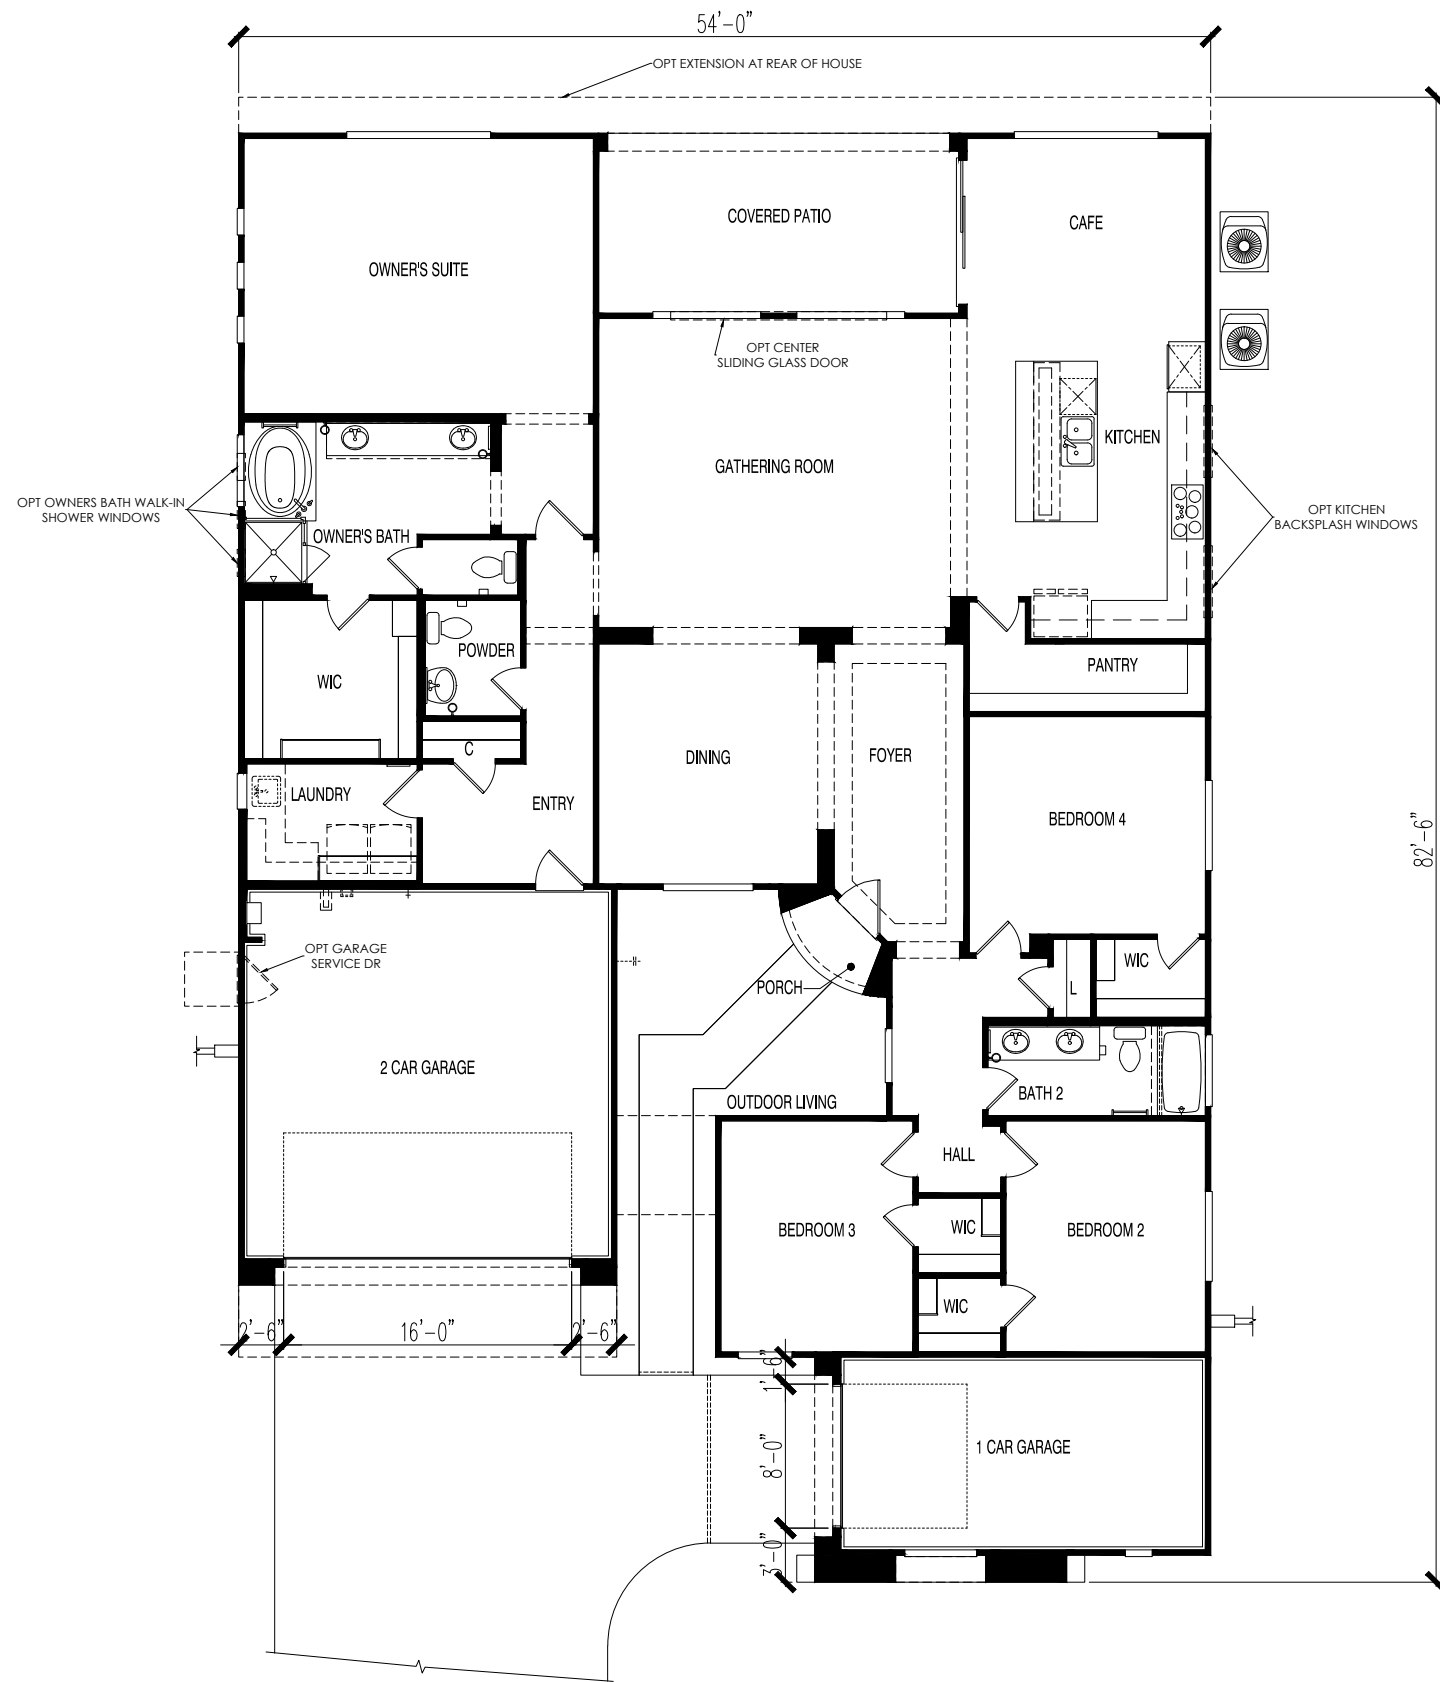 54'-0"
OPT EXTENSION AT REAR OF HOUSE
COVERED PATIO
CAFE
OWNER'S SUITE
OPT CENTER
SLIDING GLASS DOOR
KITCHEN
GATHERING ROOM
OPT OWNERS BATH WALK-IN
SHOWER WINDOWS
OPT KITCHEN
BACKSPLASH WINDOWS
OWNER'S BATH
POWDER
PANTRY
WIC
C
DINING
FOYER
LAUNDRY
ENTRY
BEDROOM 4
82'-6"
OPT GARAGE
SERVICE DR
WIC
L
PORCH
2 CAR GARAGE
BATH 2
OUTDOOR LIVING
HALL
BEDROOM 3
WIC
BEDROOM 2
WIC
2'-6"
16'-0"
2'-6"
1'-6"
8'-0"
1 CAR GARAGE
3'-0"